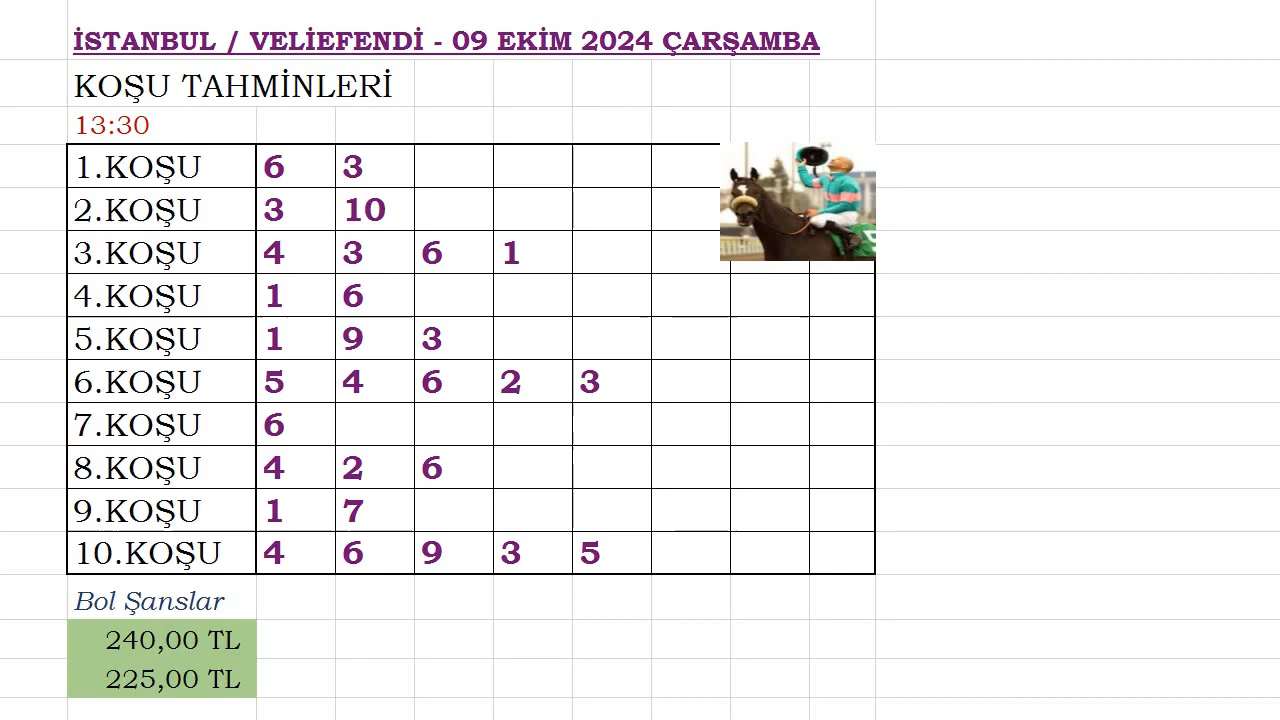 İSTANBUL / VELİEFENDİ - 09 EKİM 2024 ÇARŞAMBA
KOŞU TAHMİNLERİ
13:30
1.KOŞU 6 3
2.KOŞU 3 10
3.KOŞU 4 3 6 1
4.KOŞU 1 6
5.KOŞU 1 9 3
6.KOŞU 5 4 6 2 3
7.KOŞU 6
8.KOŞU 4 2 6
9.KOŞU 1 7
10.KOŞU 4 6 9 3 5
Bol Şanslar
240,00 TL
225,00 TL